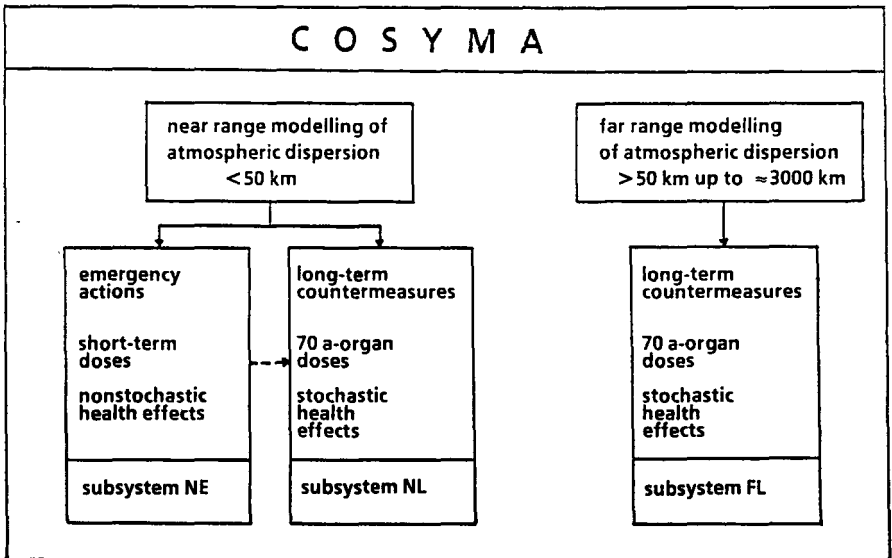 C O S Y M A
near range modelling of
atmospheric dispersion
<50 km
far range modelling
of atmospheric dispersion
>50 km up to ≈3000 km
emergency
actions
short-term
doses
nonstochastic
health effects
subsystem NE
long-term
countermeasures
70 a-organ
doses
stochastic
health
effects
subsystem NL
long-term
countermeasures
70 a-organ
doses
stochastic
health
effects
subsystem FL